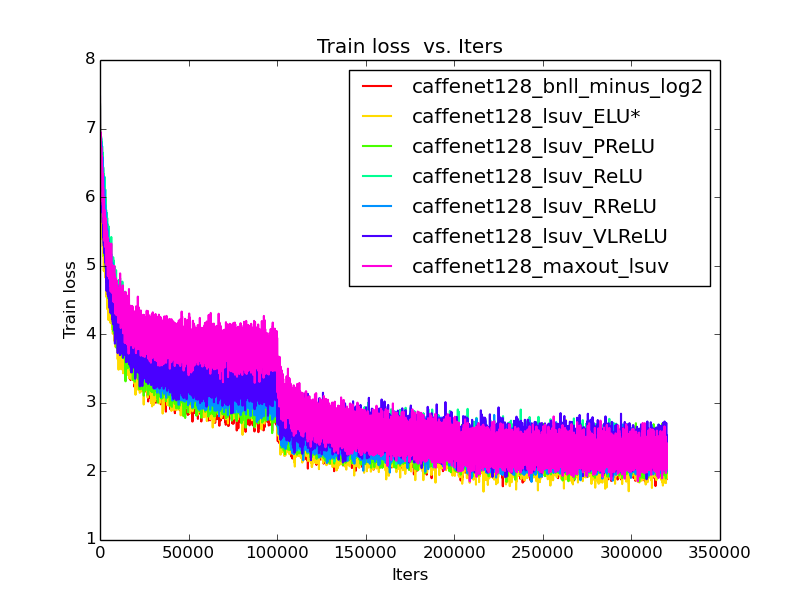 Train loss  vs. Iters
8
7
6
5
4
3
2
1
Train loss
caffenet128_bnll_minus_log2
caffenet128_lsuv_ELU*
caffenet128_lsuv_PReLU
caffenet128_lsuv_ReLU
caffenet128_lsuv_RReLU
caffenet128_lsuv_VLReLU
caffenet128_maxout_lsuv
0 50000 100000 150000 200000 250000 300000 350000
Iters